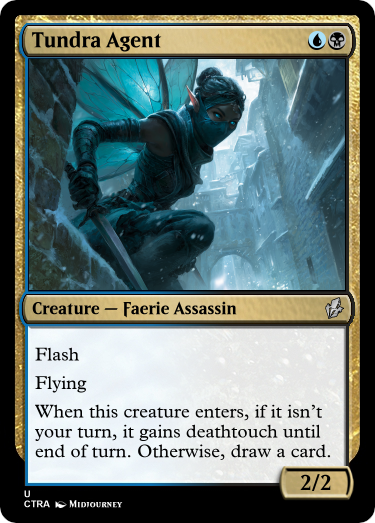 Tundra Agent
Creature — Faerie Assassin
Flash
Flying
When this creature enters, if it isn't
your turn, it gains deathtouch until
end of turn. Otherwise, draw a card.
2/2
U
CTRA Midjourney